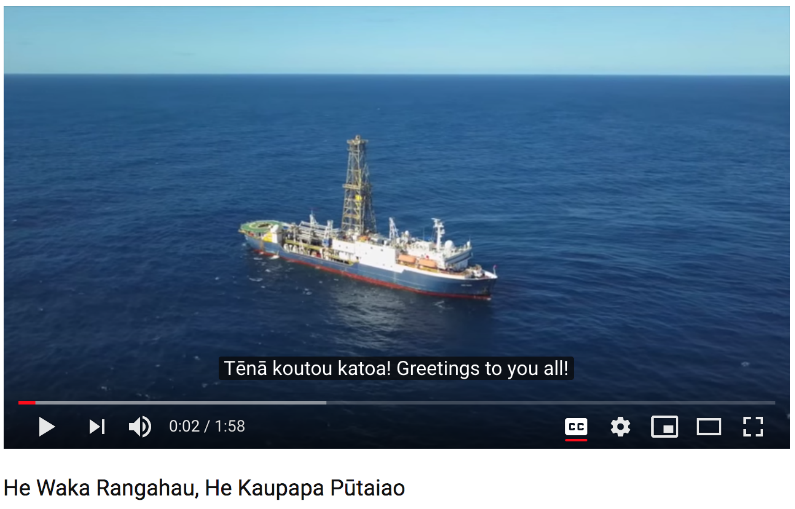 Tēnā koutou katoa! Greetings to you all!
0:02 / 1:58
CC
He Waka Rangahau, He Kaupapa Pūtaiao